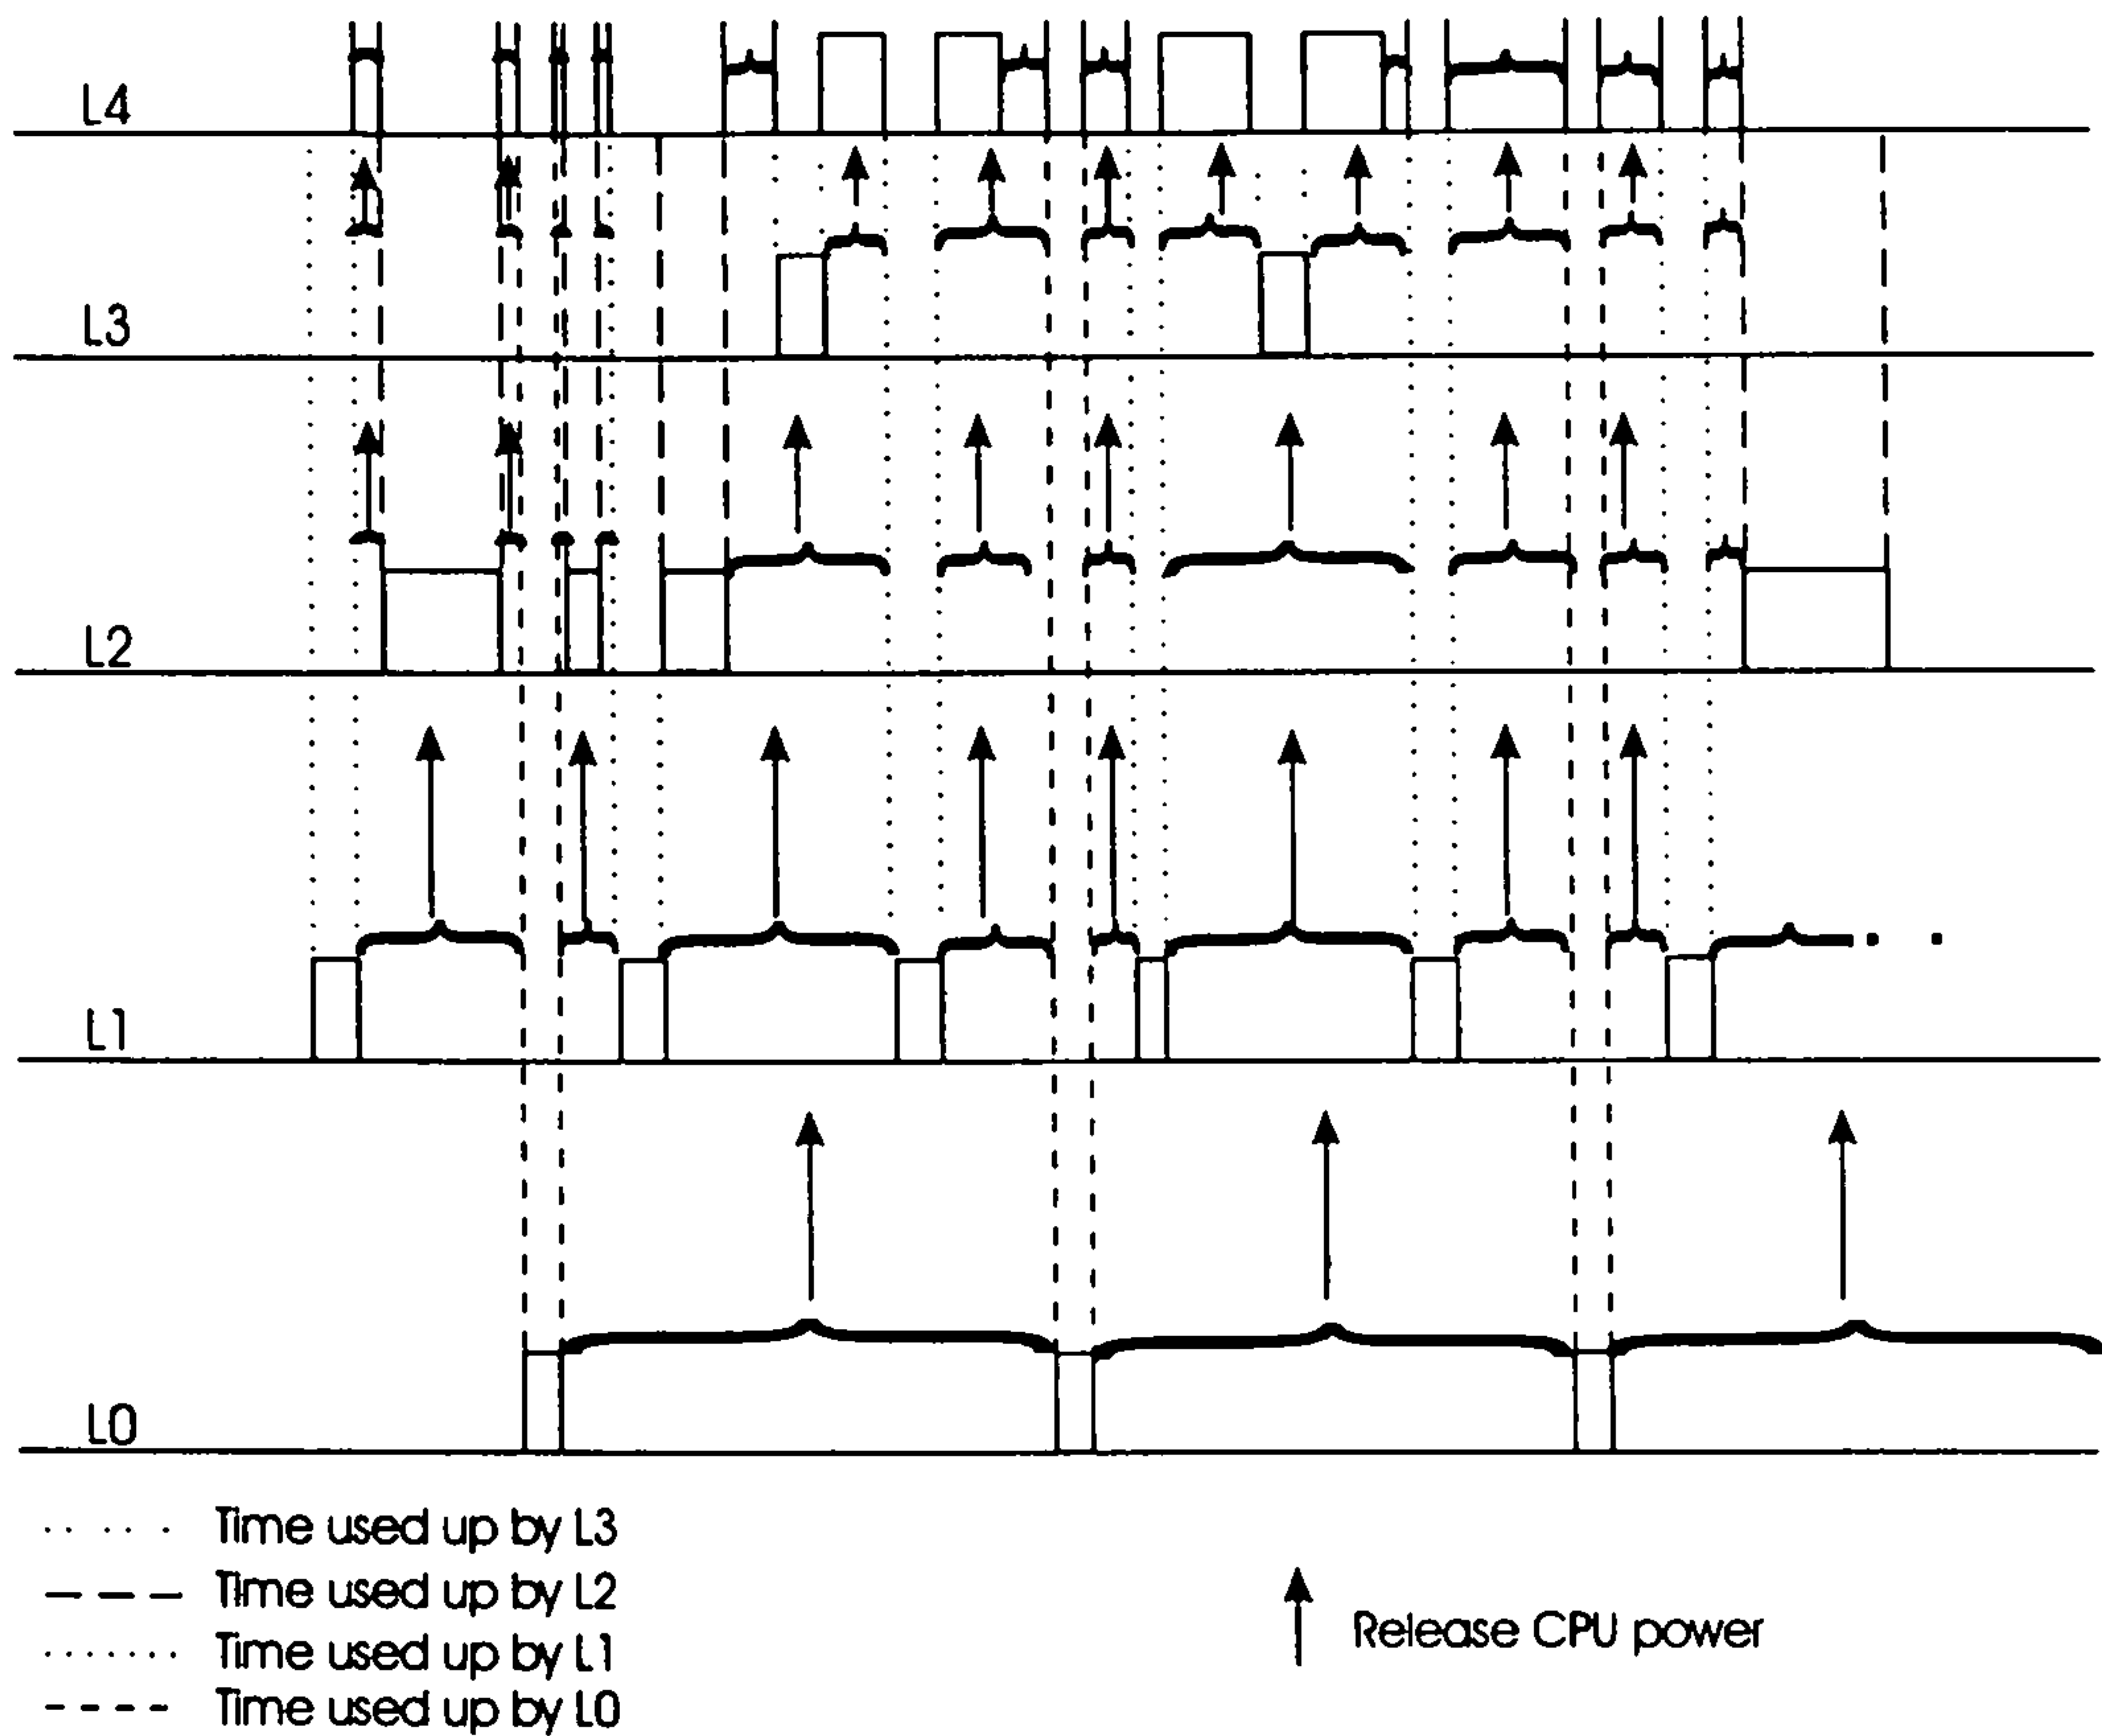 L4
L3
L2
L1
L0
Time used up by L3
Time used up by L2
Time used up by L1
Time used up by L0
Release CPU power